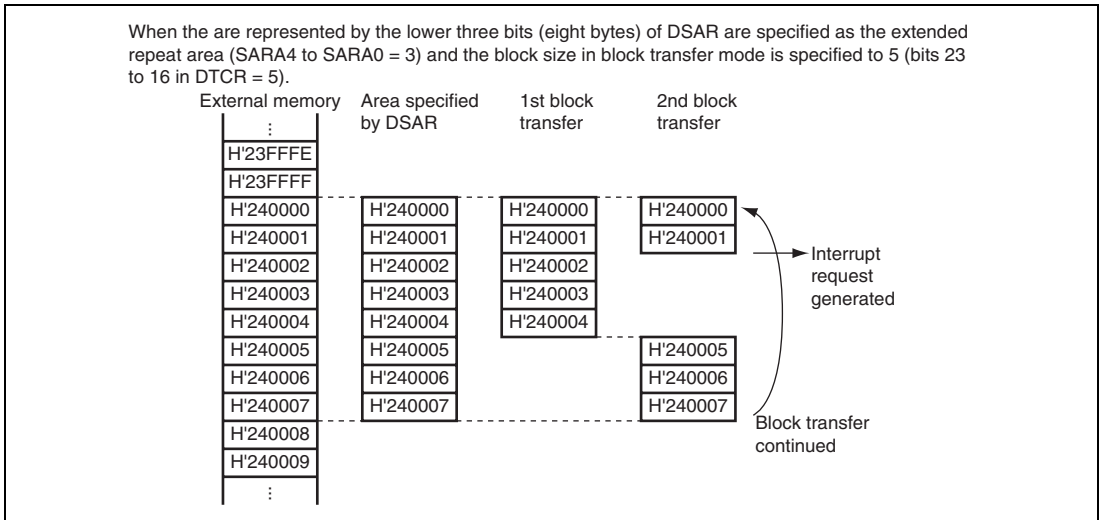 When the are represented by the lower three bits (eight bytes) of DSAR are specified as the extended
repeat area (SARA4 to SARA0 = 3) and the block size in block transfer mode is specified to 5 (bits 23
to 16 in DTCR = 5).
External memory
Area specified
by DSAR
1st block
transfer
2nd block
transfer
⋮
H'23FFFE
H'23FFFF
H'240000
H'240001
H'240002
H'240003
H'240004
H'240005
H'240006
H'240007
H'240008
H'240009
⋮
H'240000
H'240001
H'240002
H'240003
H'240004
H'240005
H'240006
H'240007
H'240000
H'240001
H'240002
H'240003
H'240004
H'240000
H'240001
H'240005
H'240006
H'240007
Interrupt
request
generated
Block transfer
continued